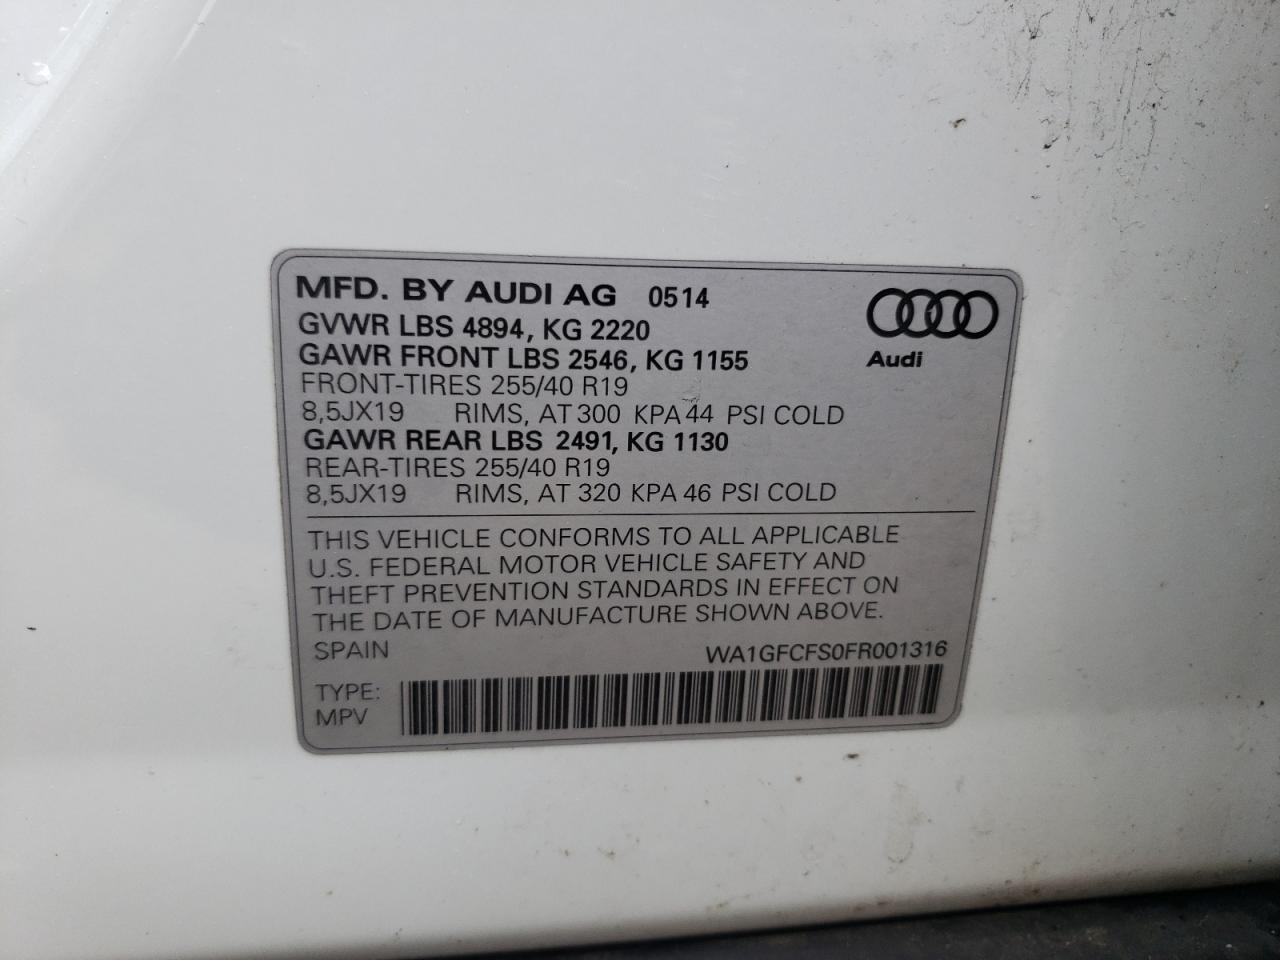 MFD. BY AUDI AG 0514
GVWR LBS 4894, KG 2220
GAWR FRONT LBS 2546, KG 1155
Audi
FRONT-TIRES 255/40 R19
8,5JX19 RIMS, AT 300 KPA 44 PSI COLD
GAWR REAR LBS 2491, KG 1130
REAR-TIRES 255/40 R19
8,5JX19 RIMS, AT 320 KPA 46 PSI COLD
THIS VEHICLE CONFORMS TO ALL APPLICABLE
U.S. FEDERAL MOTOR VEHICLE SAFETY AND
THEFT PREVENTION STANDARDS IN EFFECT ON
THE DATE OF MANUFACTURE SHOWN ABOVE.
SPAIN WA1GFCFS0FR001316
TYPE:
MPV